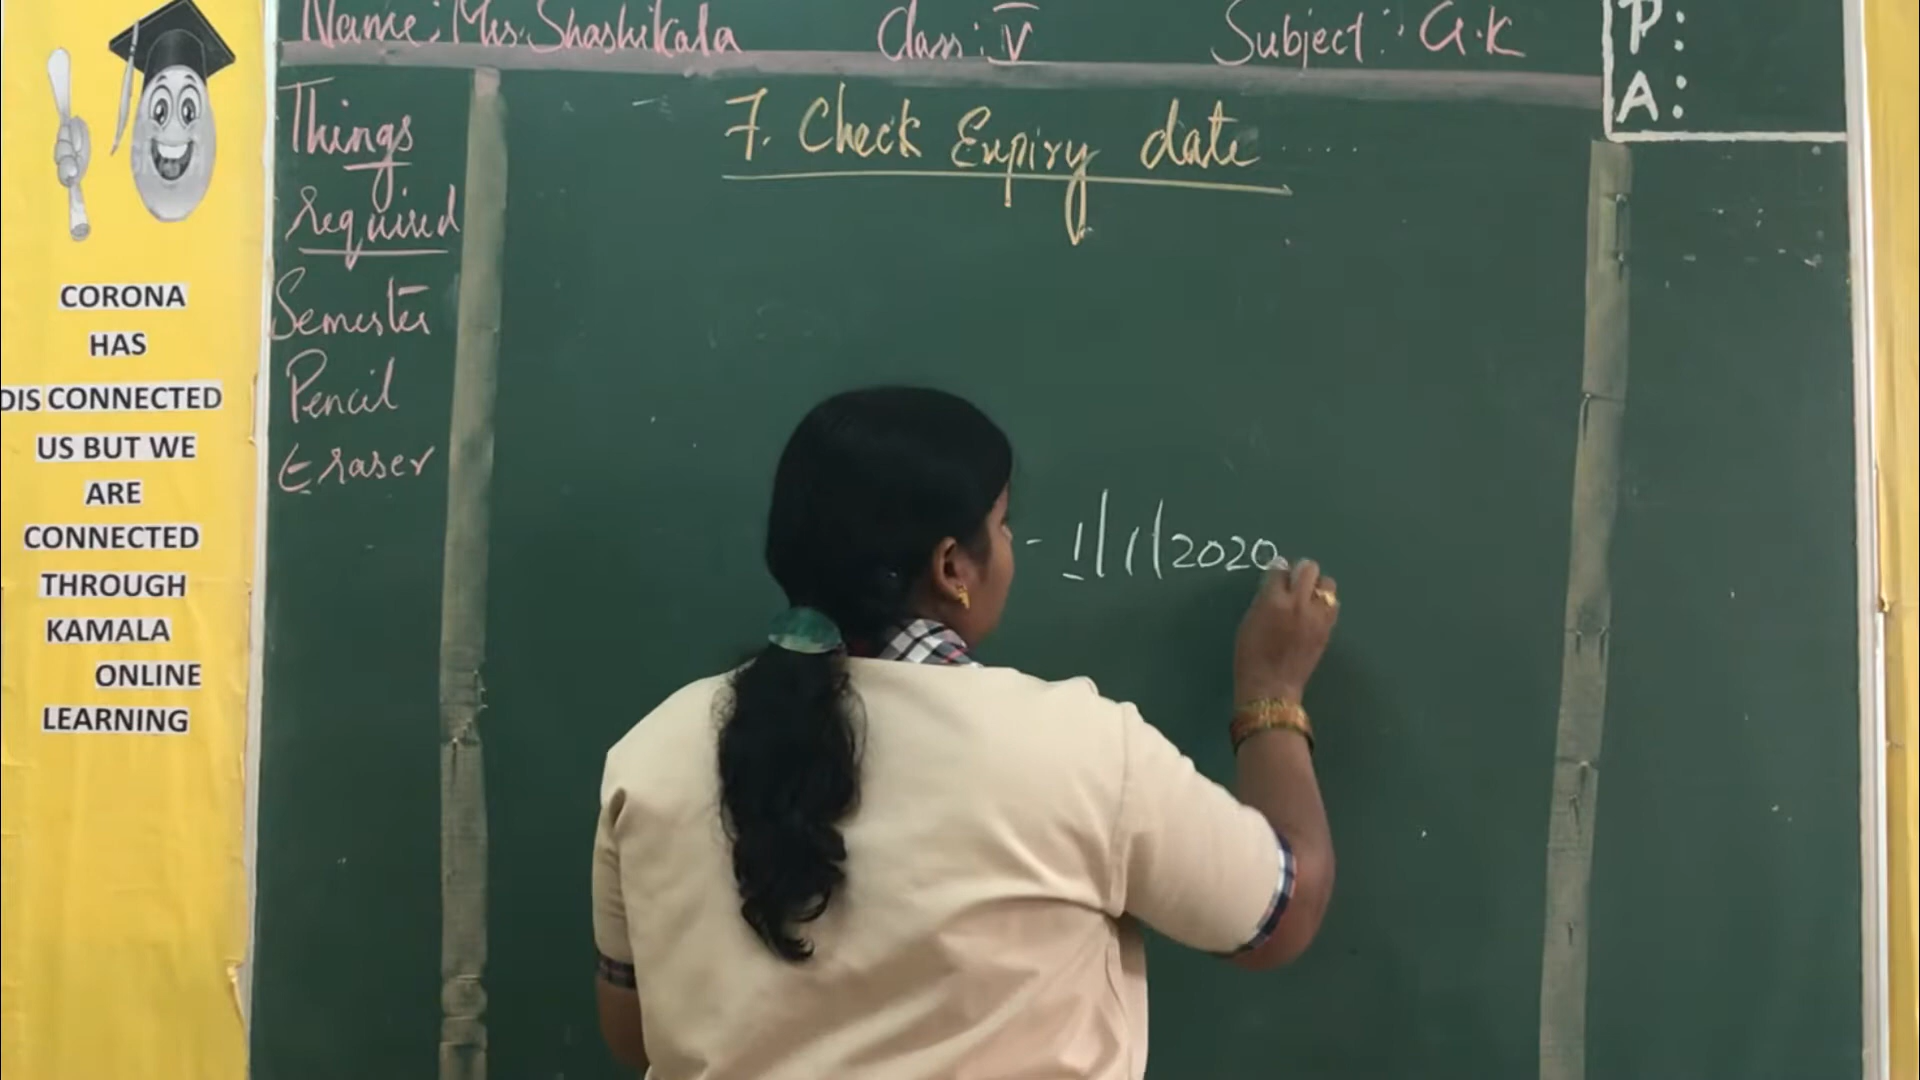 Name: Mrs. Shashikala Class: V Subject: G.K
P:
A:
Things
required
Semester
Pencil
Eraser
7. Check Expiry date
- 1/1/2020
CORONA
HAS
DIS CONNECTED
US BUT WE
ARE
CONNECTED
THROUGH
KAMALA
ONLINE
LEARNING